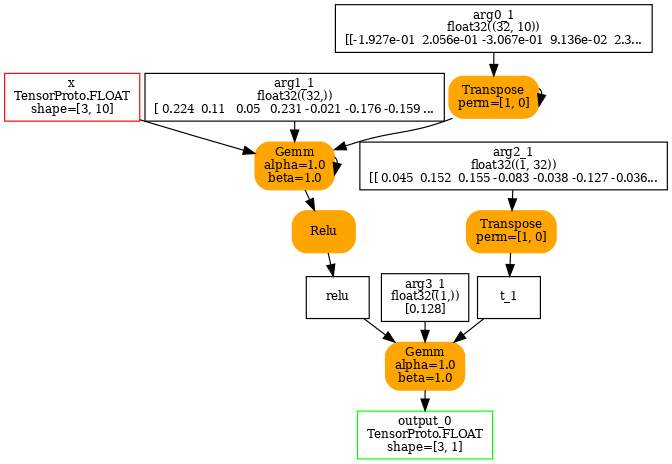 arg0_1
float32((32, 10))
[[-1.927e-01 2.056e-01 -3.067e-01 9.136e-02 2.3...
x
TensorProto.FLOAT
shape=[3, 10]
arg1_1
float32((32,))
[ 0.224 0.11 0.05 0.231 -0.021 -0.176 -0.159 ...
Transpose
perm=[1, 0]
Gemm
alpha=1.0
beta=1.0
arg2_1
float32((1, 32))
[[ 0.045 0.152 0.155 -0.083 -0.038 -0.127 -0.036...
Relu
Transpose
perm=[1, 0]
relu
arg3_1
float32((1,))
[0.128]
t_1
Gemm
alpha=1.0
beta=1.0
output_0
TensorProto.FLOAT
shape=[3, 1]